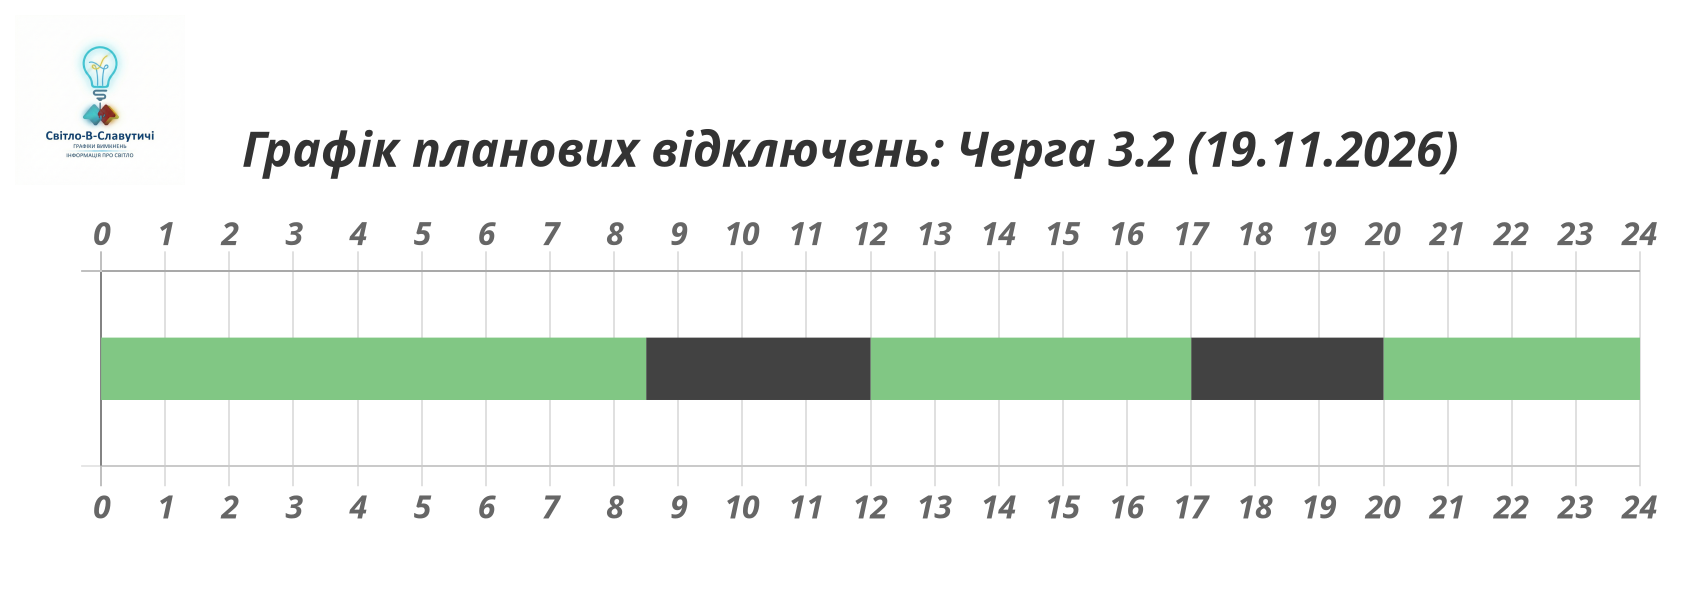 Світло-В-Славутичі
ГРАФІКИ ВИМКНЕНЬ
ІНФОРМАЦІЯ ПРО СВІТЛО
Графік планових відключень: Черга 3.2 (19.11.2026)
0 1 2 3 4 5 6 7 8 9 10 11 12 13 14 15 16 17 18 19 20 21 22 23 24
0 1 2 3 4 5 6 7 8 9 10 11 12 13 14 15 16 17 18 19 20 21 22 23 24